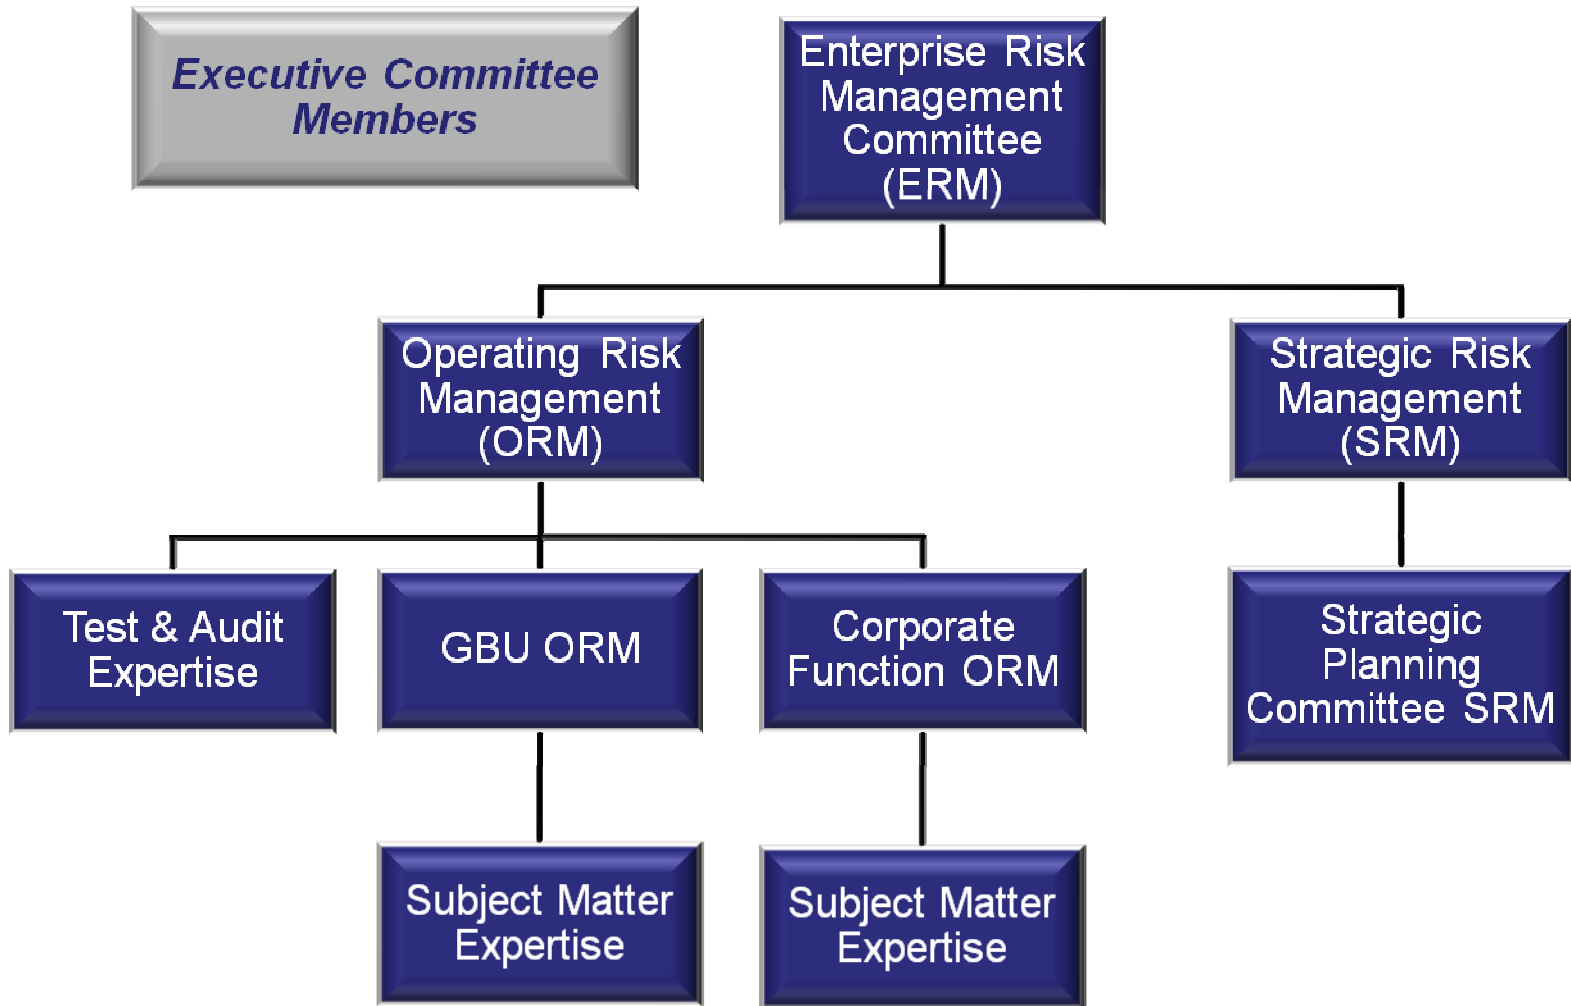 Executive Committee
Members
Enterprise Risk
Management
Committee
(ERM)
Operating Risk
Management
(ORM)
Strategic Risk
Management
(SRM)
Test & Audit
Expertise
GBU ORM
Corporate
Function ORM
Strategic
Planning
Committee SRM
Subject Matter
Expertise
Subject Matter
Expertise